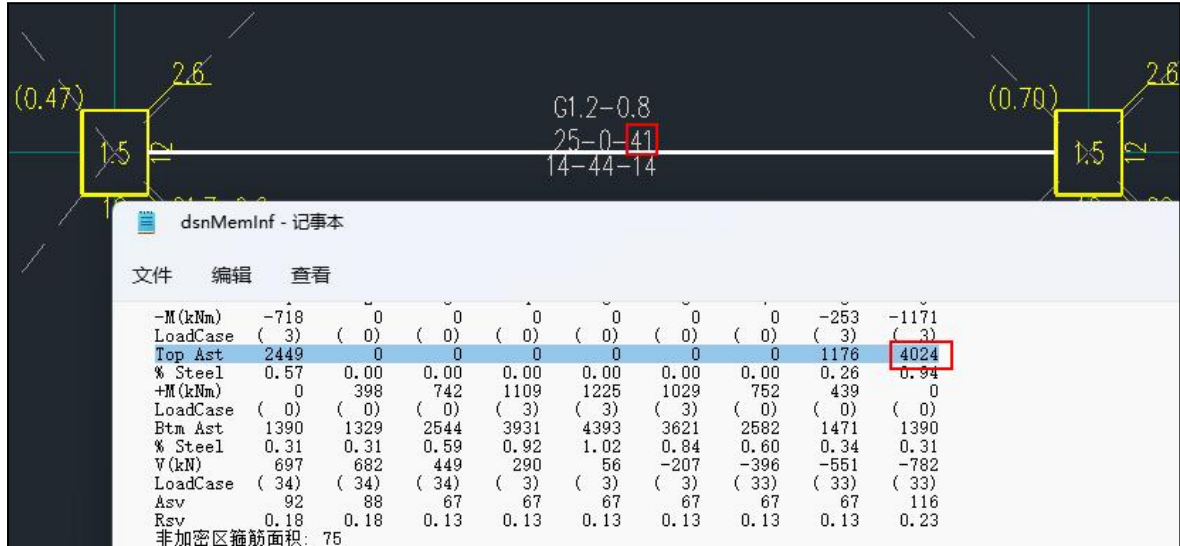 2.6
2.6
(0.47)
(0.70)
G1.2-0.8
25-0-41
1.5
12
1.5
12
14-44-14
dsnMemInf - 记事本
文件 编辑 查看
-M(kNm) -718 0 0 0 0 0 0 -253 -1171
LoadCase ( 3) ( 0) ( 0) ( 0) ( 0) ( 0) ( 0) ( 3) ( 3)
Top Ast 2449 0 0 0 0 0 0 1176 4024
% Steel 0.57 0.00 0.00 0.00 0.00 0.00 0.00 0.26 0.94
+M(kNm) 0 398 742 1109 1225 1029 752 439 0
LoadCase ( 0) ( 0) ( 0) ( 3) ( 3) ( 3) ( 0) ( 0) ( 0)
Btm Ast 1390 1329 2544 3931 4393 3621 2582 1471 1390
% Steel 0.31 0.31 0.59 0.92 1.02 0.84 0.60 0.34 0.31
V(kN) 697 682 449 290 56 -207 -396 -551 -782
LoadCase ( 34) ( 34) ( 34) ( 3) ( 3) ( 3) ( 33) ( 33) ( 33)
Asv 92 88 67 67 67 67 67 67 116
Rsv 0.18 0.18 0.13 0.13 0.13 0.13 0.13 0.13 0.23
非加密区箍筋面积: 75